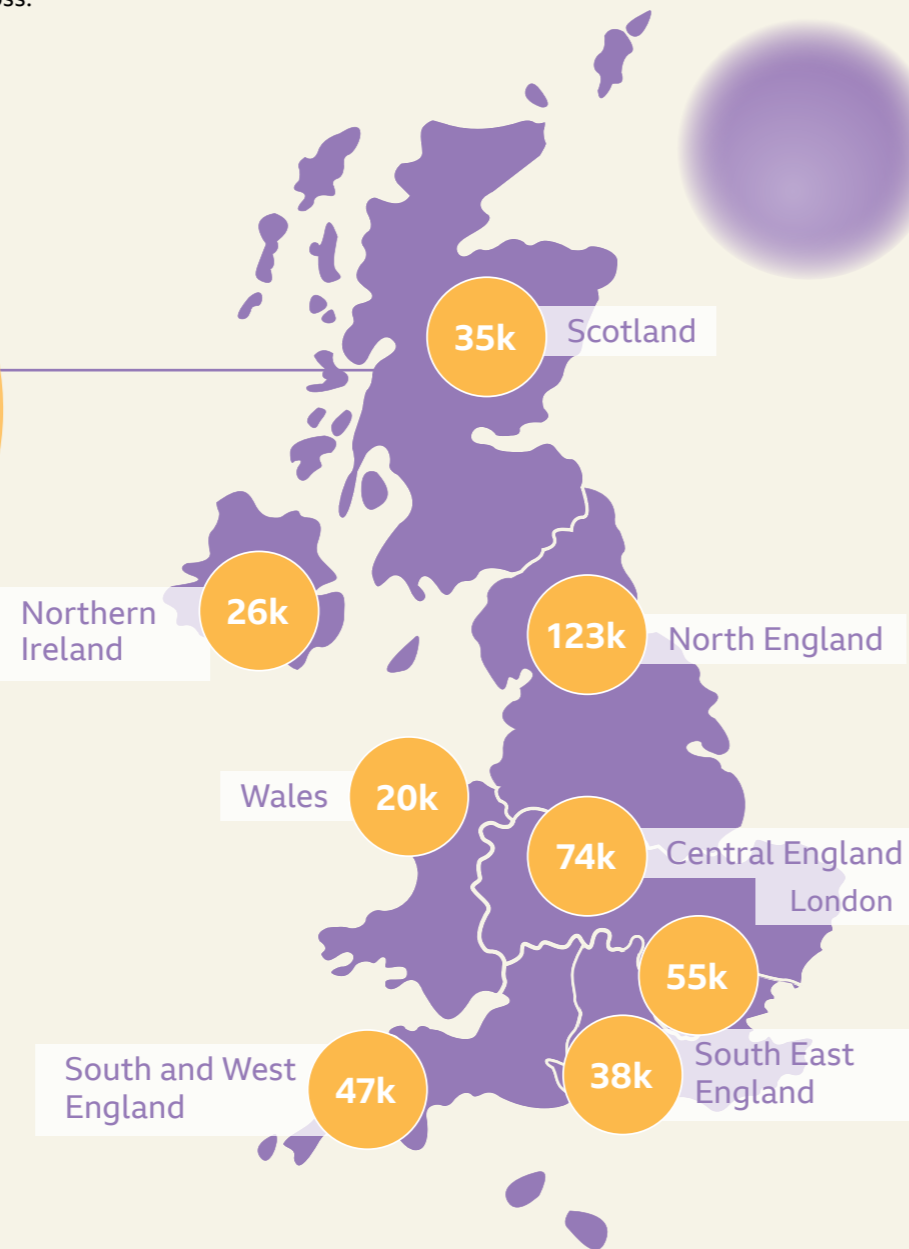 35k
Scotland
Northern
Ireland
26k
123k
North England
Wales
20k
74k
Central England
London
55k
South and West
England
47k
38k
South East
England